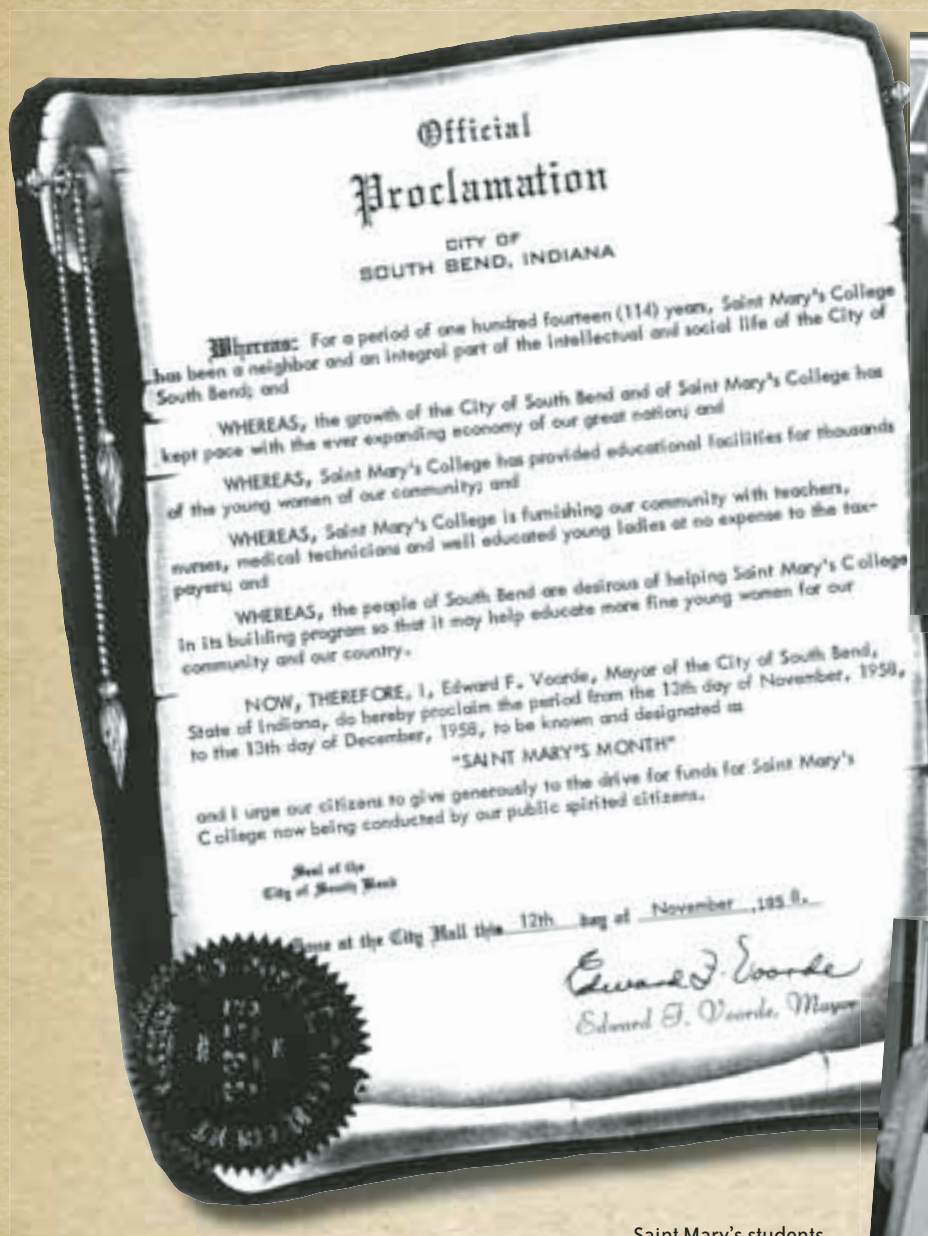 Official
Proclamation
CITY OF
SOUTH BEND, INDIANA
Whereas: For a period of one hundred fourteen (114) years, Saint Mary's College
has been a neighbor and an integral part of the intellectual and social life of the City of
South Bend; and
WHEREAS, the growth of the City of South Bend and of Saint Mary's College has
kept pace with the ever expanding economy of our great nation; and
WHEREAS, Saint Mary's College has provided educational facilities for thousands
of the young women of our community; and
WHEREAS, Saint Mary's College is furnishing our community with teachers,
nurses, medical technicians and well educated young ladies at no expense to the tax-
payers; and
WHEREAS, the people of South Bend are desirous of helping Saint Mary's College
in its building program so that it may help educate more fine young women for our
community and our country.
NOW, THEREFORE, I, Edward F. Voorde, Mayor of the City of South Bend,
State of Indiana, do hereby proclaim the period from the 13th day of November, 1958,
to the 13th day of December, 1958, to be known and designated as
"SAINT MARY'S MONTH"
and I urge our citizens to give generously to the drive for funds for Saint Mary's
College now being conducted by our public spirited citizens.
Seal of the
City of South Bend
Done at the City Hall this 12th day of November, 1958.
Edward F. Voorde
Edward F. Voorde, Mayor
Saint Mary's students